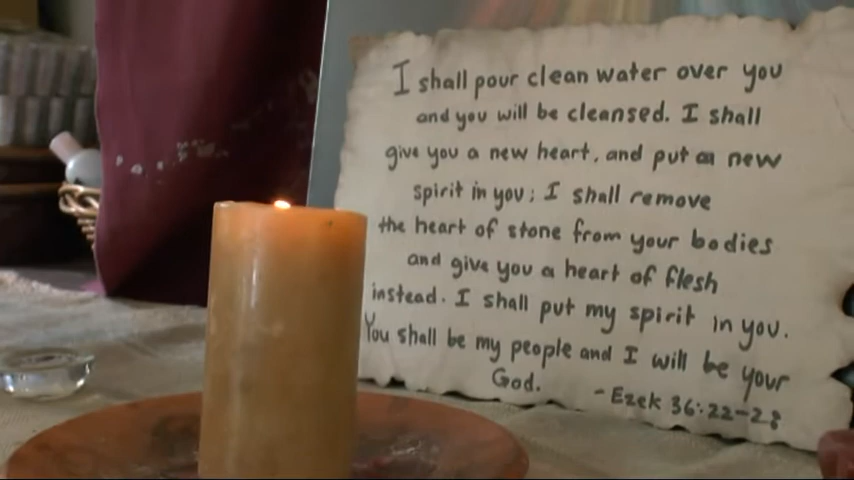 I shall pour clean water over you
and you will be cleansed. I shall
give you a new heart, and put a new
spirit in you; I shall remove
the heart of stone from your bodies
and give you a heart of flesh
instead. I shall put my spirit in you.
You shall be my people and I will be your
God. - Ezek 36:22-28